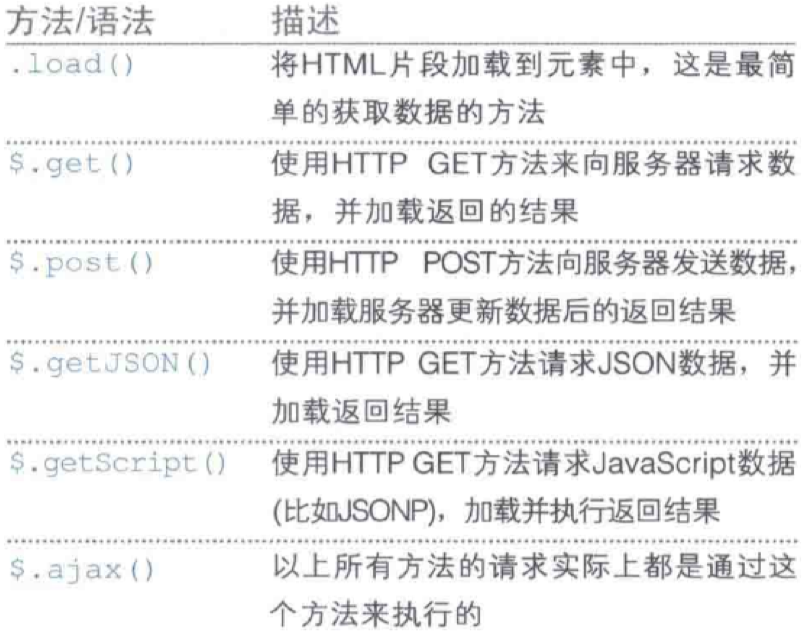 方法/语法 描述
.load() 将HTML片段加载到元素中，这是最简
单的获取数据的方法
$.get() 使用HTTP GET方法来向服务器请求数
据，并加载返回的结果
$.post() 使用HTTP POST方法向服务器发送数据，
并加载服务器更新数据后的返回结果
$.getJSON() 使用HTTP GET方法请求JSON数据，并
加载返回结果
$.getScript() 使用HTTP GET方法请求JavaScript数据
(比如JSONP)，加载并执行返回结果
$.ajax() 以上所有方法的请求实际上都是通过这
个方法来执行的